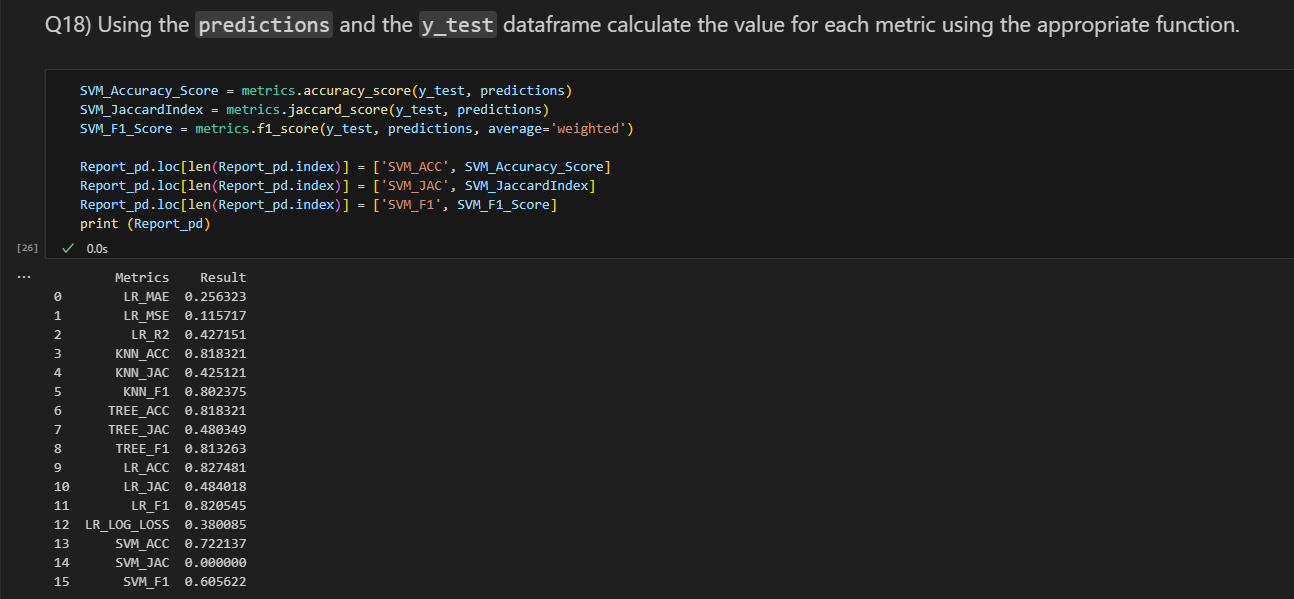 Q18) Using the predictions and the y_test dataframe calculate the value for each metric using the appropriate function.
SVM_Accuracy_Score = metrics.accuracy_score(y_test, predictions)
SVM_JaccardIndex = metrics.jaccard_score(y_test, predictions)
SVM_F1_Score = metrics.f1_score(y_test, predictions, average='weighted')
Report_pd.loc[len(Report_pd.index)] = ['SVM_ACC', SVM_Accuracy_Score]
Report_pd.loc[len(Report_pd.index)] = ['SVM_JAC', SVM_JaccardIndex]
Report_pd.loc[len(Report_pd.index)] = ['SVM_F1', SVM_F1_Score]
print (Report_pd)
[26] ✓ 0.0s
...
Metrics Result
0 LR_MAE 0.256323
1 LR_MSE 0.115717
2 LR_R2 0.427151
3 KNN_ACC 0.818321
4 KNN_JAC 0.425121
5 KNN_F1 0.802375
6 TREE_ACC 0.818321
7 TREE_JAC 0.480349
8 TREE_F1 0.813263
9 LR_ACC 0.827481
10 LR_JAC 0.484018
11 LR_F1 0.820545
12 LR_LOG_LOSS 0.380085
13 SVM_ACC 0.722137
14 SVM_JAC 0.000000
15 SVM_F1 0.605622